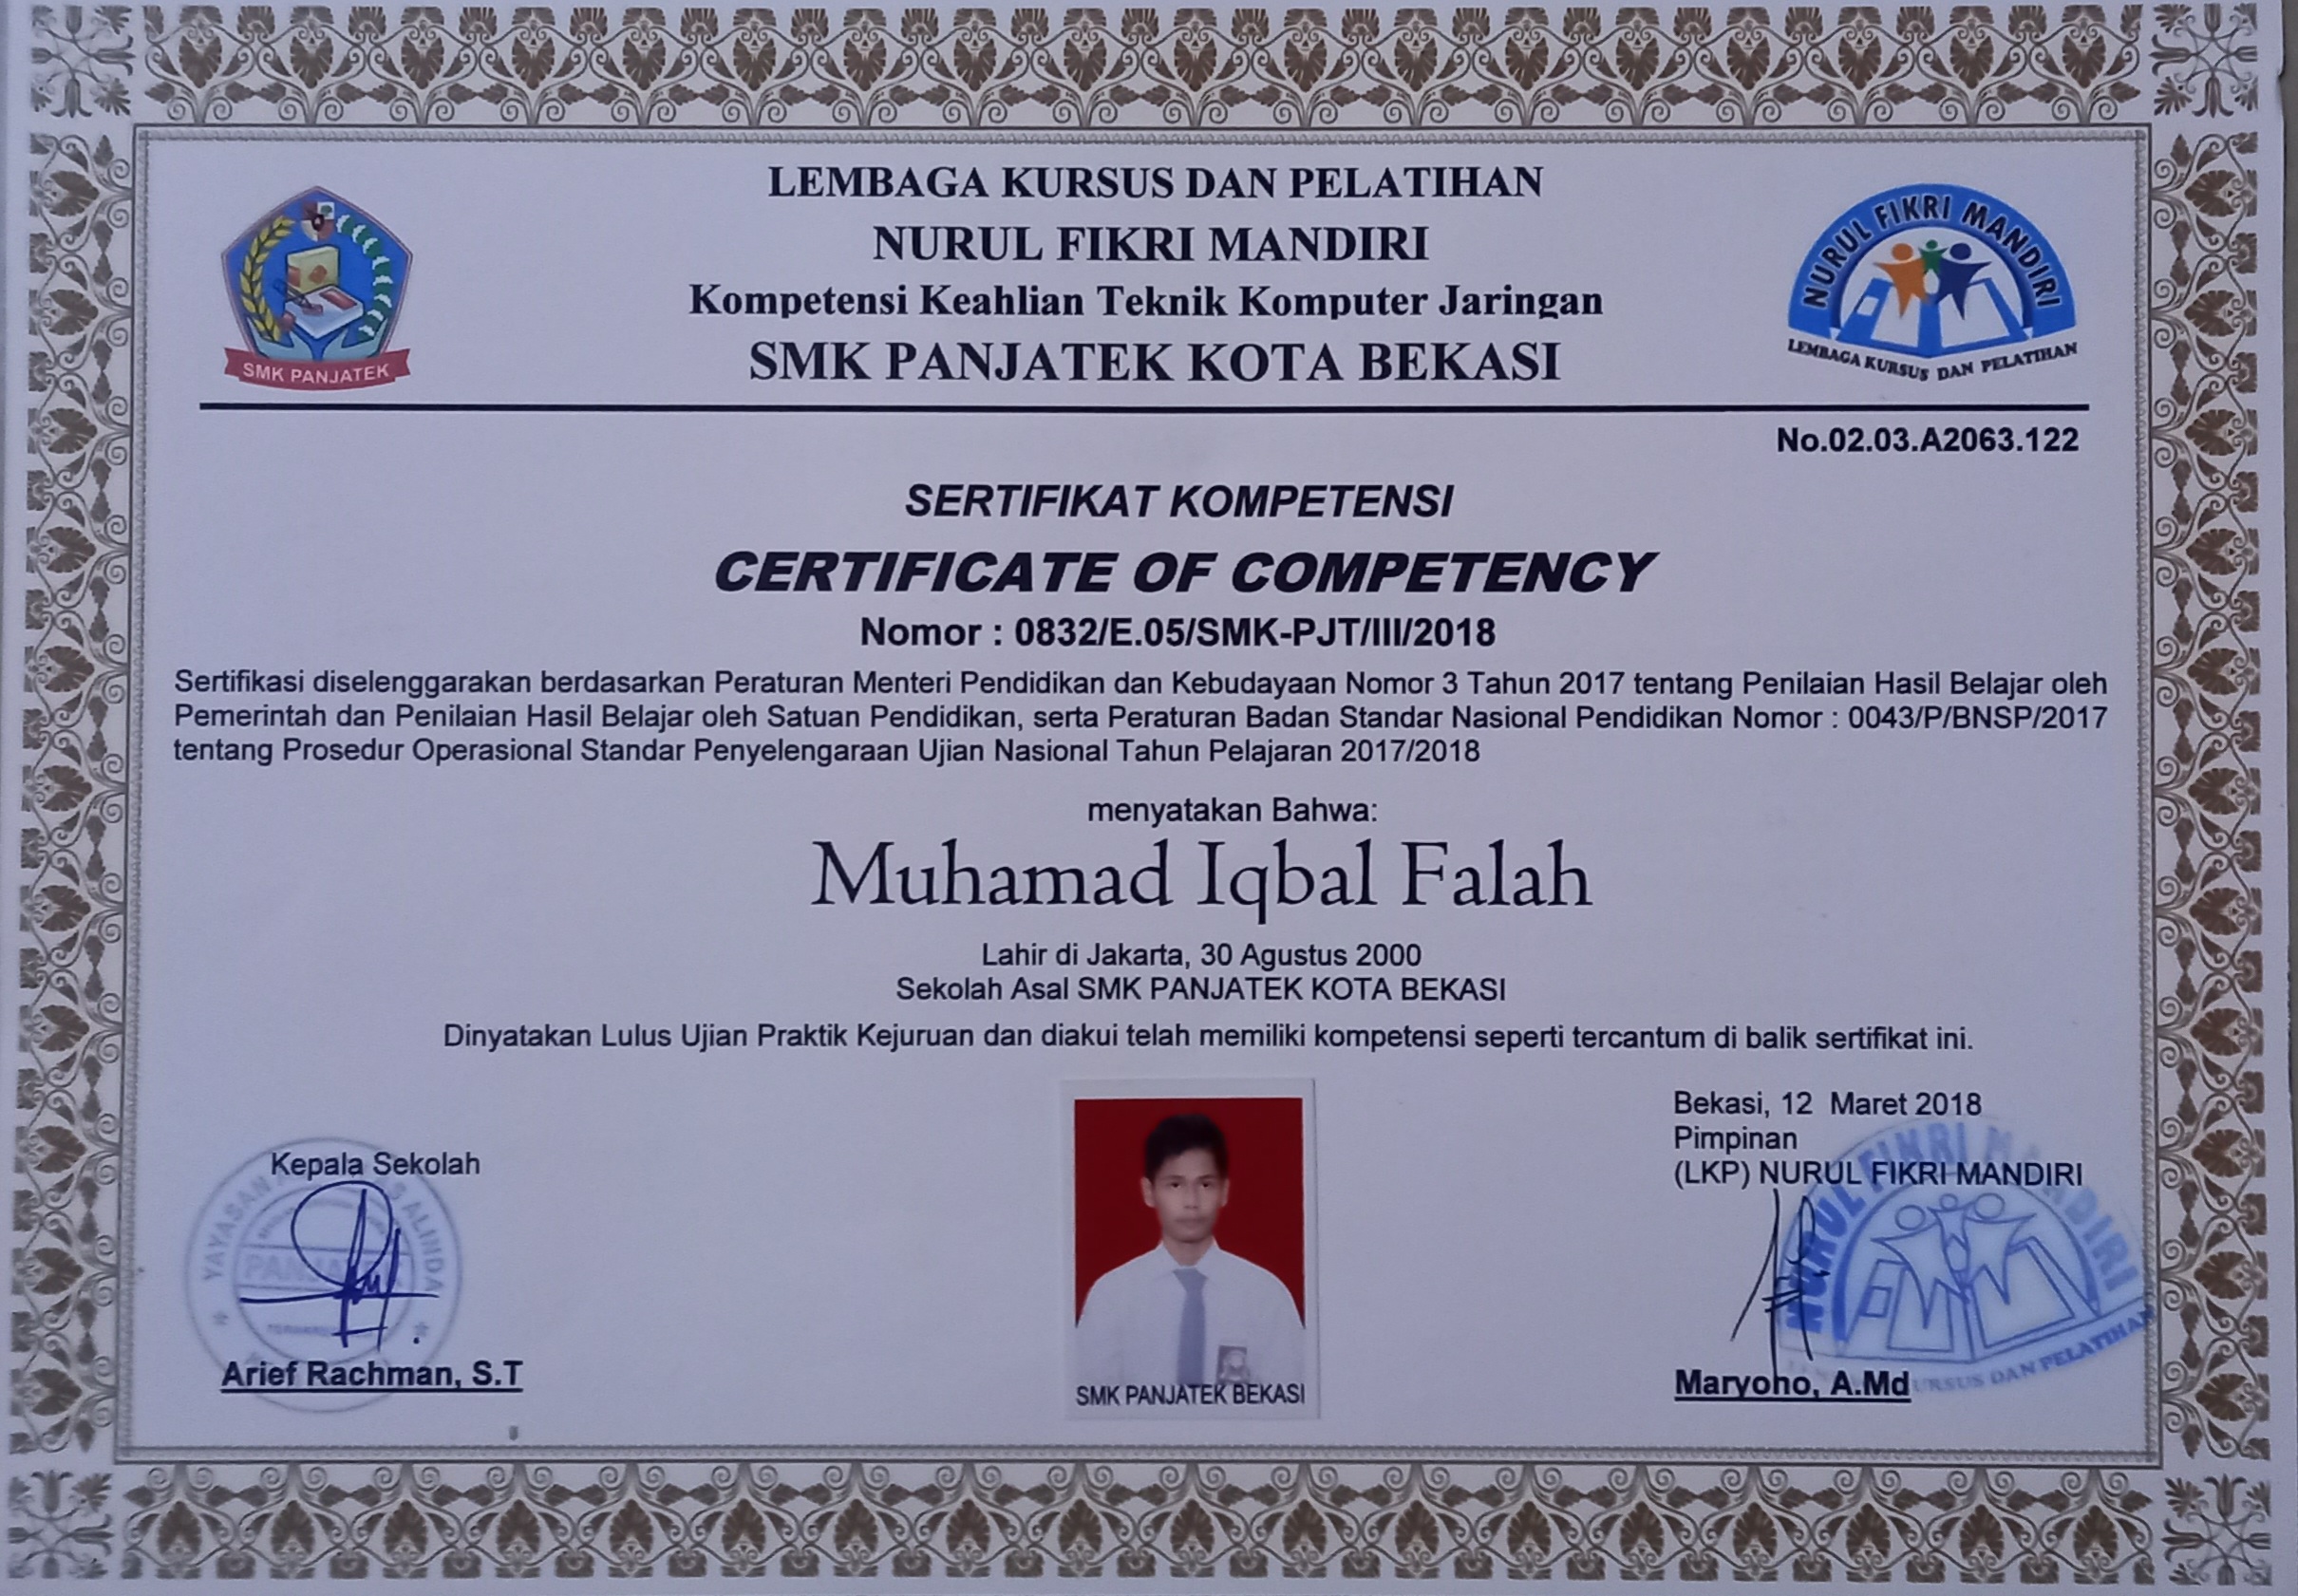 LEMBAGA KURSUS DAN PELATIHAN
NURUL FIKRI MANDIRI
Kompetensi Keahlian Teknik Komputer Jaringan
SMK PANJATEK KOTA BEKASI
SMK PANJATEK
NURUL FIKRI MANDIRI
LEMBAGA KURSUS DAN PELATIHAN
No.02.03.A2063.122
SERTIFIKAT KOMPETENSI
CERTIFICATE OF COMPETENCY
Nomor : 0832/E.05/SMK-PJT/III/2018
Sertifikasi diselenggarakan berdasarkan Peraturan Menteri Pendidikan dan Kebudayaan Nomor 3 Tahun 2017 tentang Penilaian Hasil Belajar oleh
Pemerintah dan Penilaian Hasil Belajar oleh Satuan Pendidikan, serta Peraturan Badan Standar Nasional Pendidikan Nomor : 0043/P/BNSP/2017
tentang Prosedur Operasional Standar Penyelengaraan Ujian Nasional Tahun Pelajaran 2017/2018
menyatakan Bahwa:
Muhamad Iqbal Falah
Lahir di Jakarta, 30 Agustus 2000
Sekolah Asal SMK PANJATEK KOTA BEKASI
Dinyatakan Lulus Ujian Praktik Kejuruan dan diakui telah memiliki kompetensi seperti tercantum di balik sertifikat ini.
Kepala Sekolah
YAYASAN
ALINDA
Arief Rachman, S.T
SMK PANJATEK BEKASI
Bekasi, 12 Maret 2018
Pimpinan
(LKP) NURUL FIKRI MANDIRI
NURUL FIKRI MANDIRI
KURSUS DAN PELATIHAN
Maryoho, A.Md